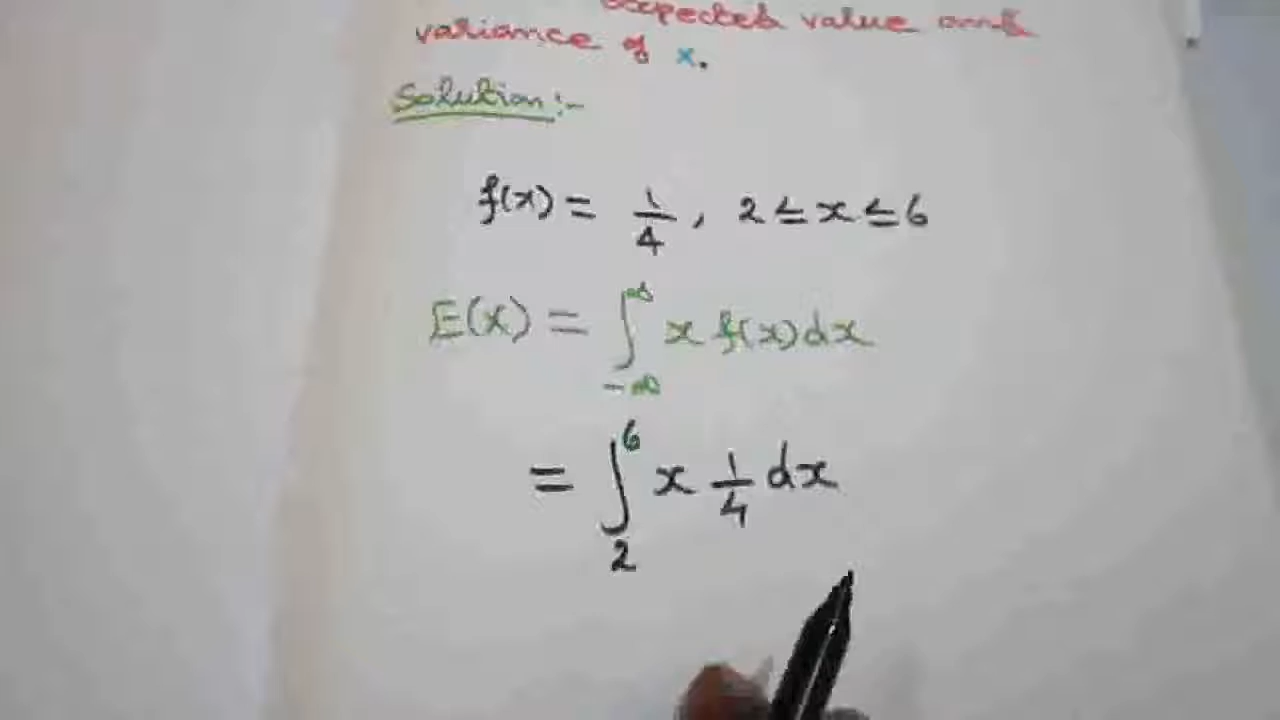 expected value and
variance of x.
Solution:-
f(x) = 1/4, 2 ≤ x ≤ 6
E(x) = ∫_{-∞}^{∞} x f(x) dx
= ∫_{2}^{6} x 1/4 dx